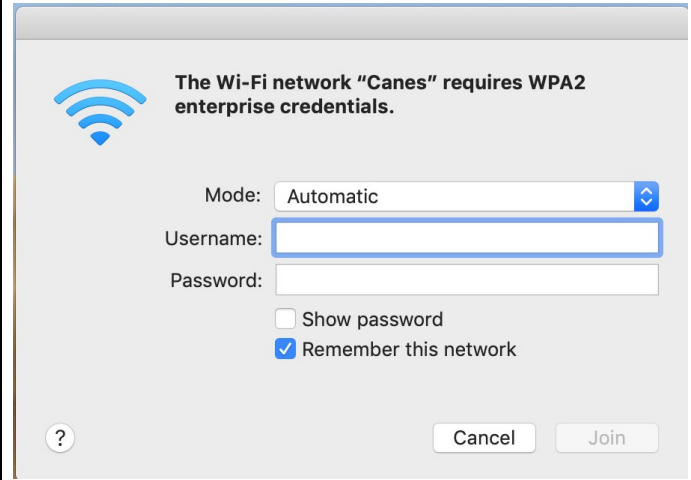 The Wi-Fi network “Canes” requires WPA2
enterprise credentials.
Mode: Automatic
Username:
Password:
Show password
Remember this network
? Cancel Join